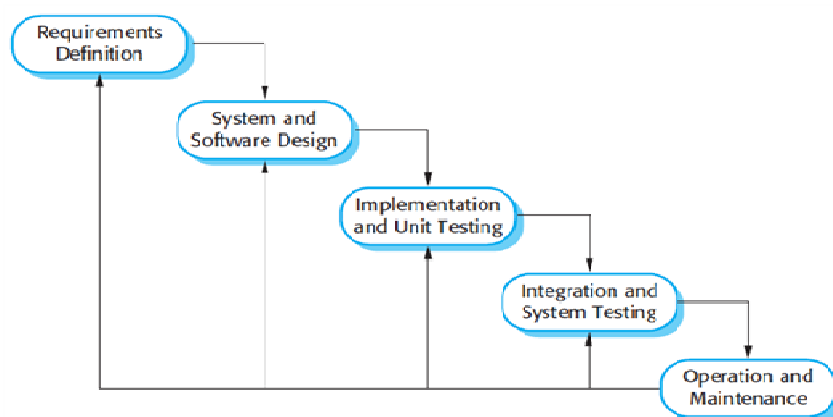 Requirements
Definition
System and
Software Design
Implementation
and Unit Testing
Integration and
System Testing
Operation and
Maintenance